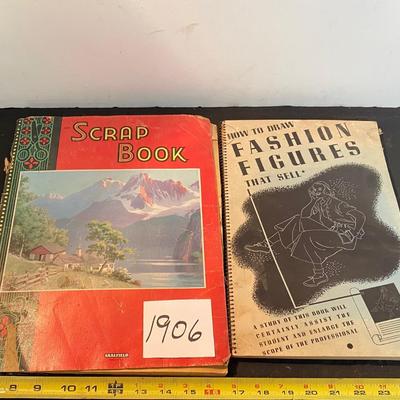 SCRAP
BOOK
1906
SAALFIELD
HOW TO DRAW
FASHION
FIGURES
THAT SELL
A STUDY OF THIS BOOK WILL
CERTAINLY ASSIST THE
STUDENT AND ENLARGE THE
SCOPE OF THE PROFESSIONAL
8 9 10 11 13 14 15 16 17 18 19 20 21 22 23